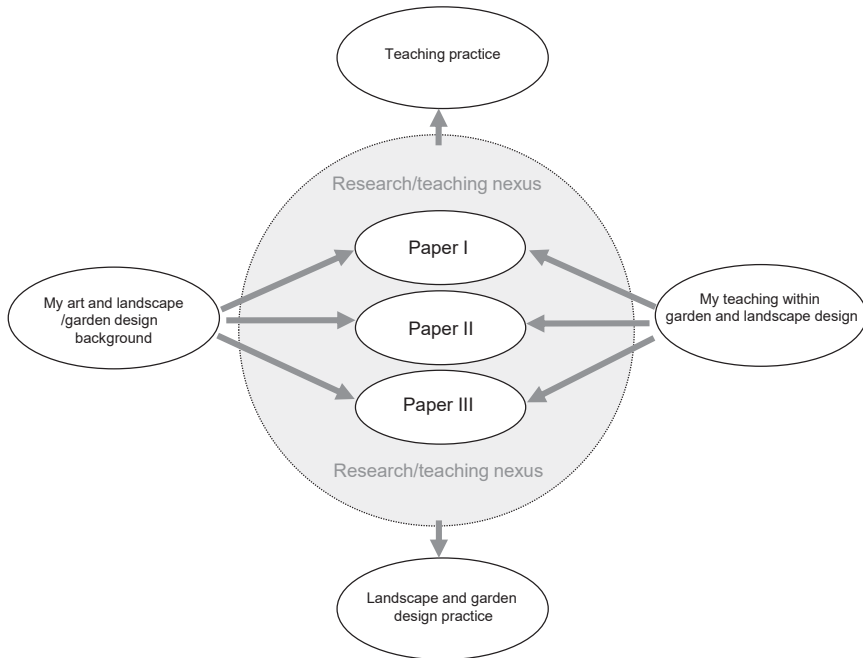 Teaching practice
Research/teaching nexus
Paper I
My art and landscape
/garden design
background
Paper II
My teaching within
garden and landscape design
Paper III
Research/teaching nexus
Landscape and garden
design practice